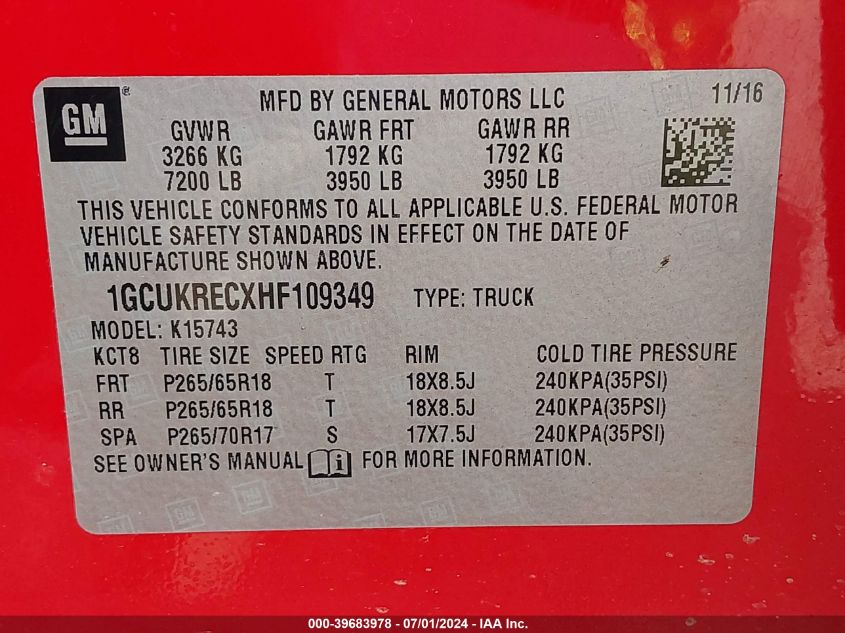 GM ® MFD BY GENERAL MOTORS LLC 11/16
GVWR GAWR FRT GAWR RR
3266 KG 1792 KG 1792 KG
7200 LB 3950 LB 3950 LB
THIS VEHICLE CONFORMS TO ALL APPLICABLE U.S. FEDERAL MOTOR
VEHICLE SAFETY STANDARDS IN EFFECT ON THE DATE OF
MANUFACTURE SHOWN ABOVE.
1GCUKRECXHF109349 TYPE: TRUCK
MODEL: K15743
KCT8 TIRE SIZE SPEED RTG RIM COLD TIRE PRESSURE
FRT P265/65R18 T 18X8.5J 240KPA(35PSI)
RR P265/65R18 T 18X8.5J 240KPA(35PSI)
SPA P265/70R17 S 17X7.5J 240KPA(35PSI)
SEE OWNER'S MANUAL i FOR MORE INFORMATION.
000-39683978 - 07/01/2024 - IAA Inc.